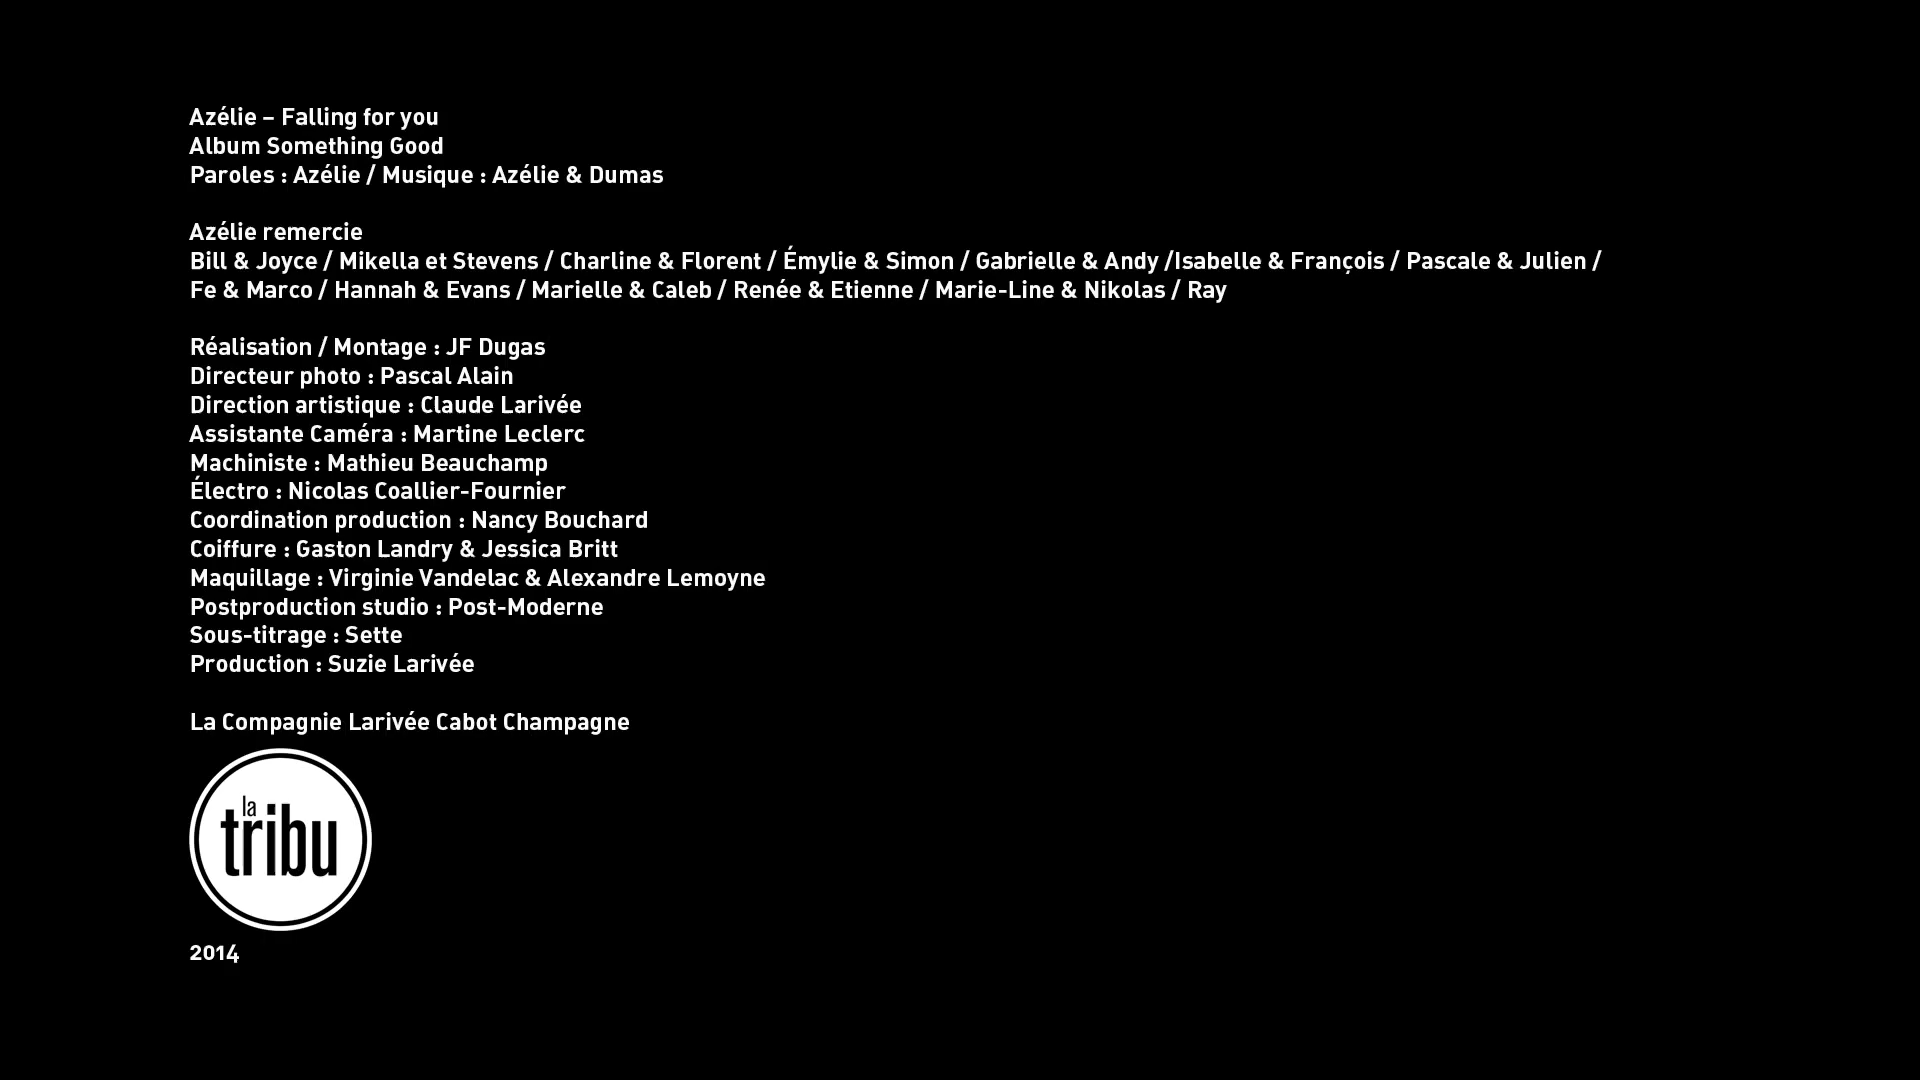 Azélie – Falling for you
Album Something Good
Paroles : Azélie / Musique : Azélie & Dumas
Azélie remercie
Bill & Joyce / Mikella et Stevens / Charline & Florent / Émylie & Simon / Gabrielle & Andy /Isabelle & François / Pascale & Julien /
Fe & Marco / Hannah & Evans / Marielle & Caleb / Renée & Etienne / Marie-Line & Nikolas / Ray
Réalisation / Montage : JF Dugas
Directeur photo : Pascal Alain
Direction artistique : Claude Larivée
Assistante Caméra : Martine Leclerc
Machiniste : Mathieu Beauchamp
Électro : Nicolas Coallier-Fournier
Coordination production : Nancy Bouchard
Coiffure : Gaston Landry & Jessica Britt
Maquillage : Virginie Vandelac & Alexandre Lemoyne
Postproduction studio : Post-Moderne
Sous-titrage : Sette
Production : Suzie Larivée
La Compagnie Larivée Cabot Champagne
la
tribu
2014